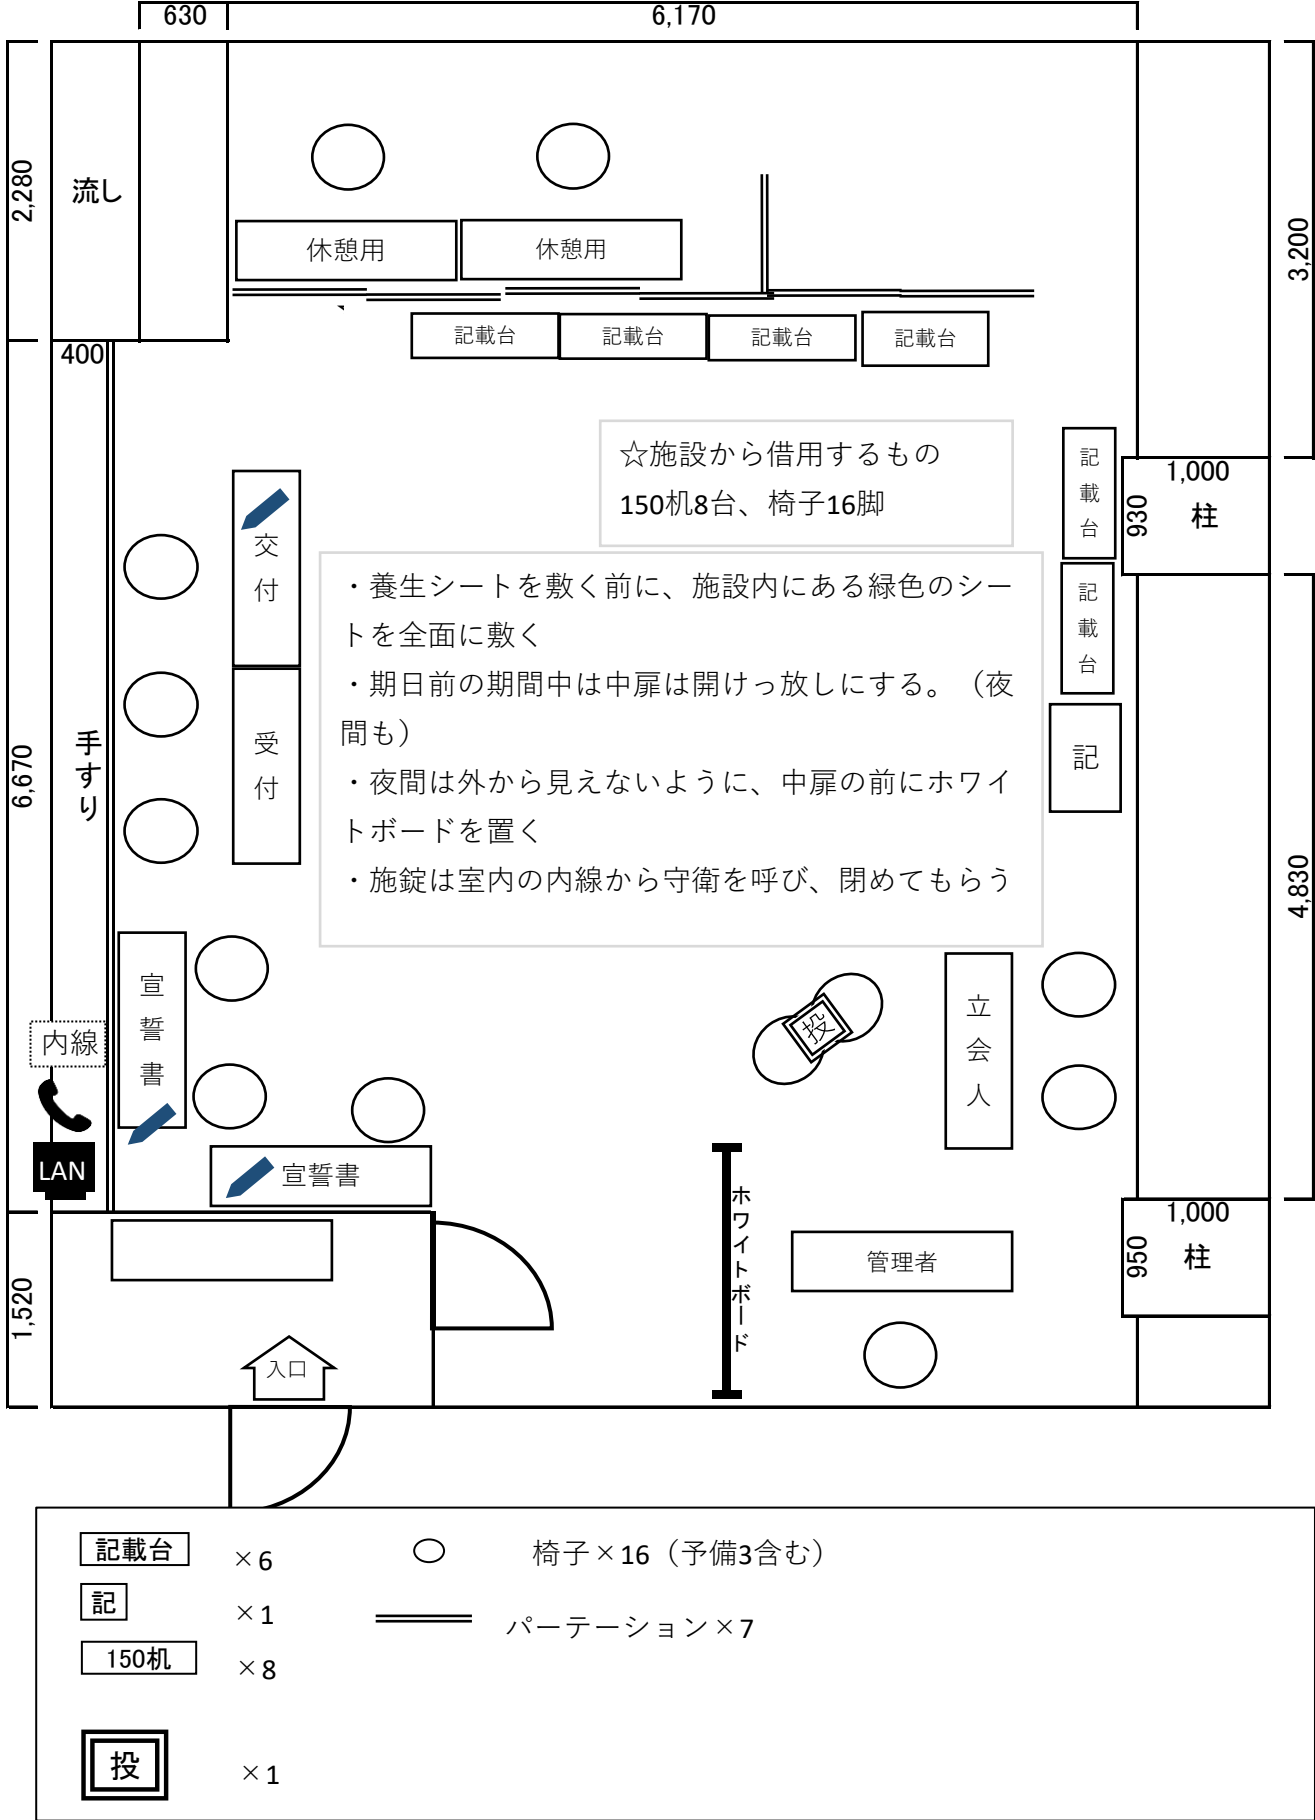 630
6,170
2,280
流し
休憩用
休憩用
3,200
記載台
記載台
記載台
記載台
400
☆施設から借用するもの
150机8台、椅子16脚
記載台
1,000
930
柱
交付
・養生シートを敷く前に、施設内にある緑色のシー
トを全面に敷く
・期日前の期間中は中扉は開けっ放しにする。（夜
間も）
・夜間は外から見えないように、中扉の前にホワイ
トボードを置く
・施錠は室内の内線から守衛を呼び、閉めてもらう
記載台
6,670
手すり
受付
記
4,830
宣誓書
内線
投
立会人
LAN
宣誓書
ホワイトボード
管理者
1,000
950
柱
1,520
入口
記載台
×6
椅子×16（予備3含む）
記
×1
パーテーション×7
150机
×8
投
×1